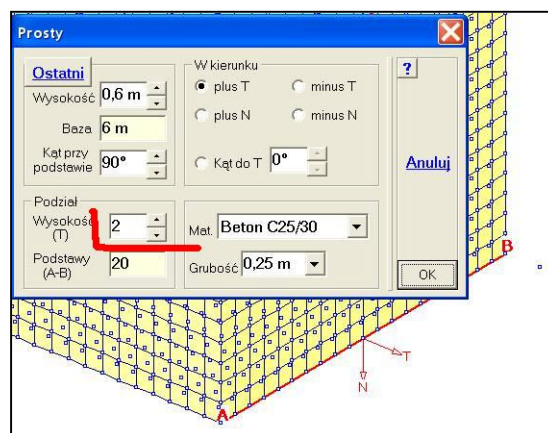 Prosty
Ostatni
Wysokość 0,6 m
Baza 6 m
Kąt przy podstawie 90°
W kierunku
plus T minus T
plus N minus N
Kąt do T 0°
?
Anuluj
Podział
Wysokość (T) 2
Podstawy (A-B) 20
Mat. Beton C25/30
Grubość 0,25 m
OK
B
T
N
A